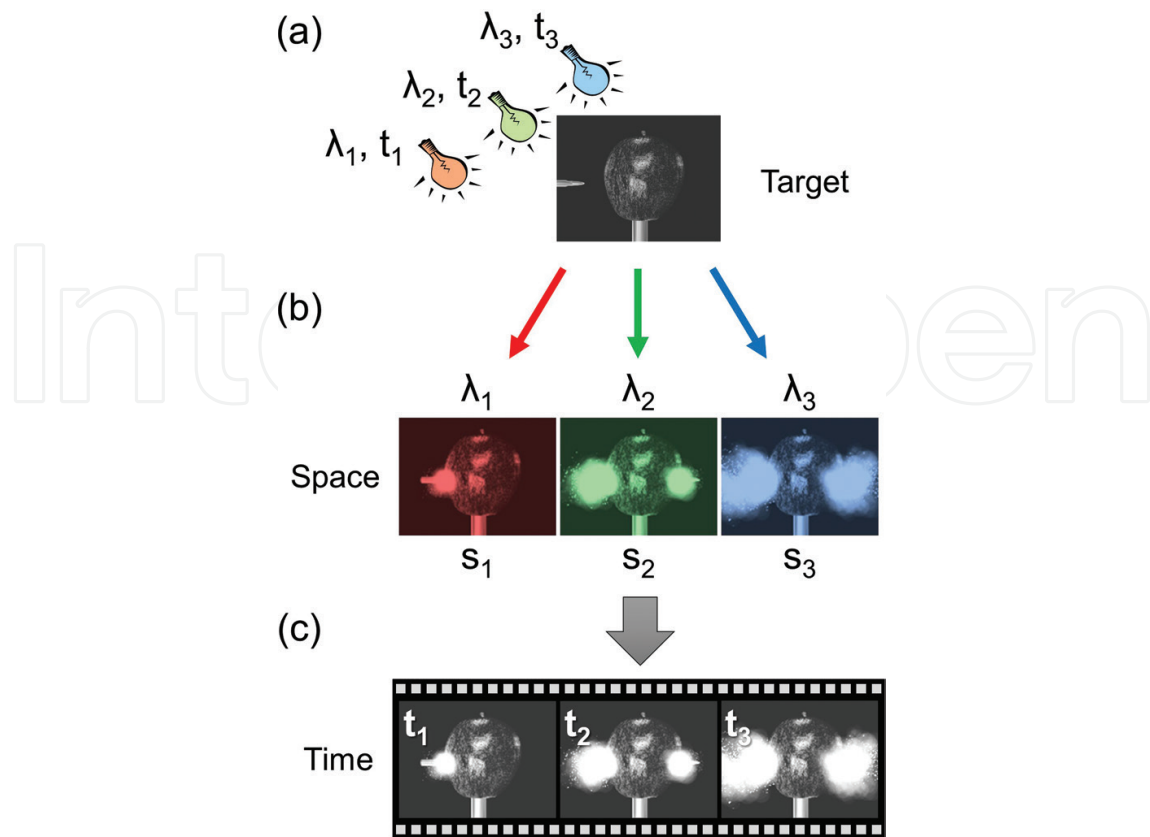 (a)
λ3, t3
λ2, t2
λ1, t1
Target
(b)
λ1 λ2 λ3
Space
s1 s2 s3
(c)
t1 t2 t3
Time